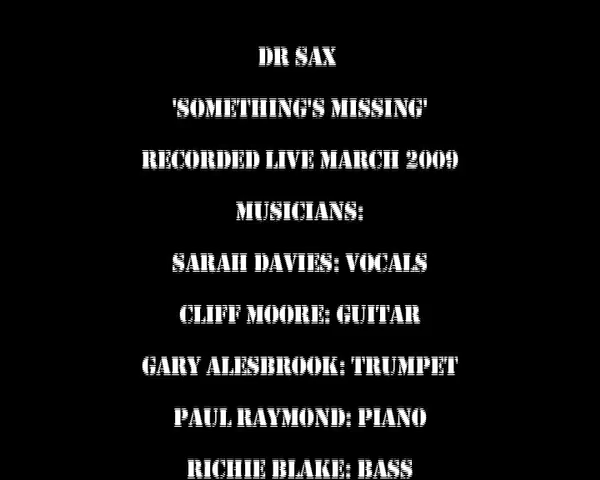 DR SAX
'SOMETHING'S MISSING'
RECORDED LIVE MARCH 2009
MUSICIANS:
SARAH DAVIES: VOCALS
CLIFF MOORE: GUITAR
GARY ALESBROOK: TRUMPET
PAUL RAYMOND: PIANO
RICHIE BLAKE: BASS